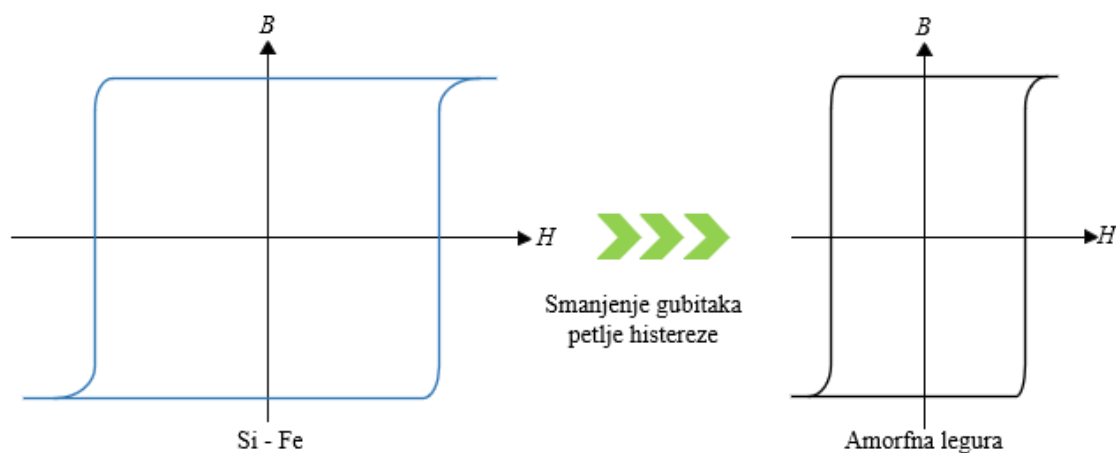 B
H
Si - Fe
Smanjenje gubitaka
petlje histereze
B
H
Amorfna legura